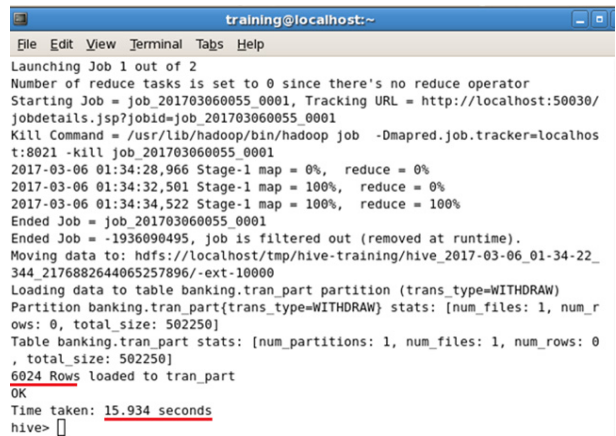 training@localhost:~
File Edit View Terminal Tabs Help
Launching Job 1 out of 2
Number of reduce tasks is set to 0 since there's no reduce operator
Starting Job = job_201703060055_0001, Tracking URL = http://localhost:50030/
jobdetails.jsp?jobid=job_201703060055_0001
Kill Command = /usr/lib/hadoop/bin/hadoop job  -Dmapred.job.tracker=localhos
t:8021 -kill job_201703060055_0001
2017-03-06 01:34:28,966 Stage-1 map = 0%,  reduce = 0%
2017-03-06 01:34:32,501 Stage-1 map = 100%,  reduce = 0%
2017-03-06 01:34:34,522 Stage-1 map = 100%,  reduce = 100%
Ended Job = job_201703060055_0001
Ended Job = -1936090495, job is filtered out (removed at runtime).
Moving data to: hdfs://localhost/tmp/hive-training/hive_2017-03-06_01-34-22_
344_2176882644065257896/-ext-10000
Loading data to table banking.tran_part partition (trans_type=WITHDRAW)
Partition banking.tran_part{trans_type=WITHDRAW} stats: [num_files: 1, num_r
ows: 0, total_size: 502250]
Table banking.tran_part stats: [num_partitions: 1, num_files: 1, num_rows: 0
, total_size: 502250]
6024 Rows loaded to tran_part
OK
Time taken: 15.934 seconds
hive>